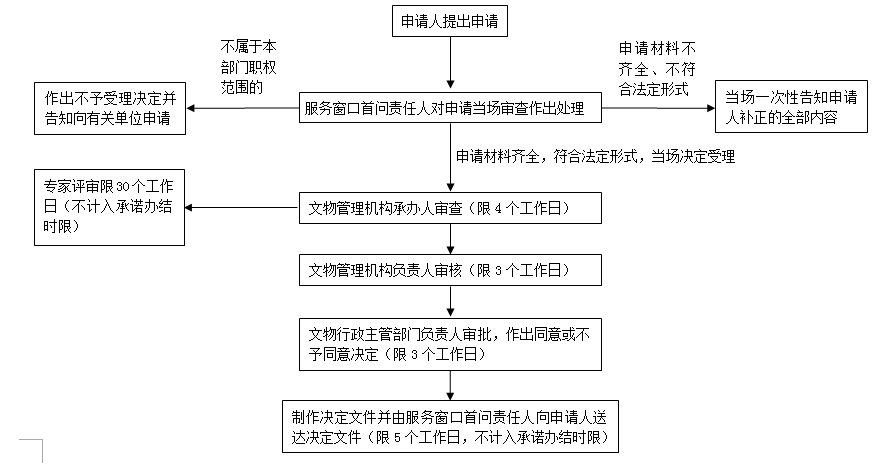 申请人提出申请
不属于本
部门职权
范围的
申请材料不
齐全、不符
合法定形式
作出不予受理决定并
告知向有关单位申请
服务窗口首问责任人对申请当场审查作出处理
当场一次性告知申请
人补正的全部内容
申请材料齐全，符合法定形式，当场决定受理
专家评审限30个工作
日（不计入承诺办结
时限）
文物管理机构承办人审查（限4个工作日）
文物管理机构负责人审核（限3个工作日）
文物行政主管部门负责人审批，作出同意或不
予同意决定（限3个工作日）
制作决定文件并由服务窗口首问责任人向申请人送
达决定文件（限5个工作日，不计入承诺办结时限）